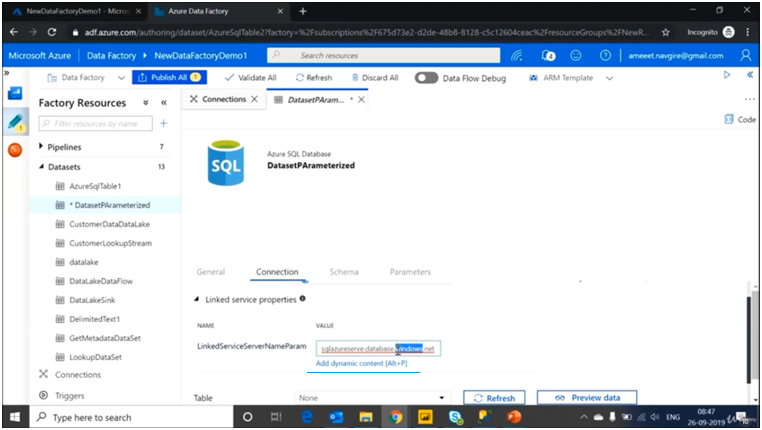 NewDataFactoryDemo1 - Microso
Azure Data Factory
adf.azure.com/authoring/dataset/AzureSqlTable2?factory=%2Fsubscriptions%2F675d73e2-d2de-48b8-8128-c5c12604ceac%2FresourceGroups%2FNewR...
Incognito
Microsoft Azure
Data Factory
NewDataFactoryDemo1
Search resources
4
ameeet.navgire@gmail.com
Data Factory
Publish All 1
Validate All
Refresh
Discard All
Data Flow Debug
ARM Template
Factory Resources
Connections
DatasetPAram... *
Filter resources by name
Code
Pipelines 7
Datasets 13
AzureSqlTable1
* DatasetPArameterized
CustomerDataDataLake
CustomerLookupStream
datalake
DataLakeDataFlow
DataLakeSink
DelimitedText1
GetMetadataDataSet
LookupDataSet
Connections
Triggers
SQL
Azure SQL Database
DatasetPArameterized
General
Connection
Schema
Parameters
Linked service properties
NAME
VALUE
LinkedServiceServerNameParam
sqlazureserve.database.windows.net
Add dynamic content [Alt+P]
Table
None
Refresh
Preview data
Type here to search
ENG
08:47
26-09-2019